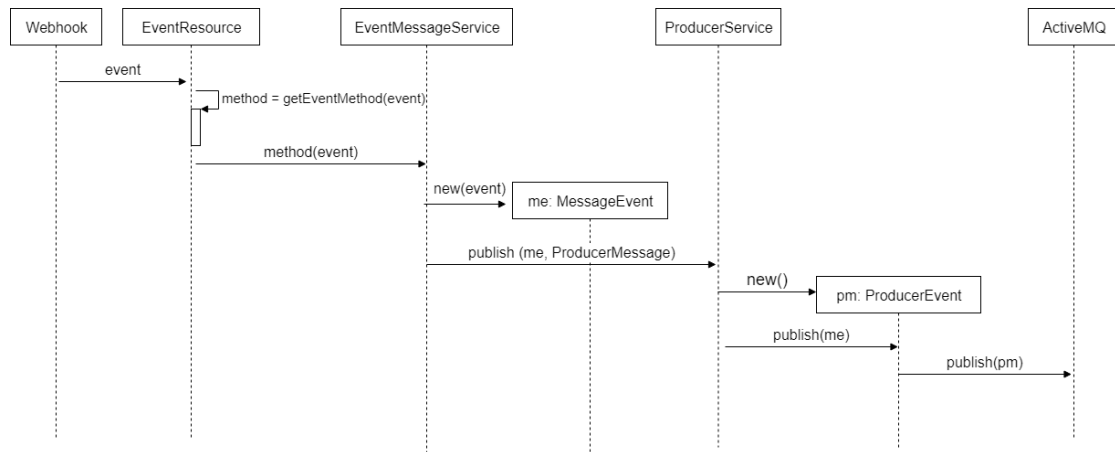 Webhook
EventResource
EventMessageService
ProducerService
ActiveMQ
event
method = getEventMethod(event)
method(event)
new(event)
me: MessageEvent
publish (me, ProducerMessage)
new()
pm: ProducerEvent
publish(me)
publish(pm)